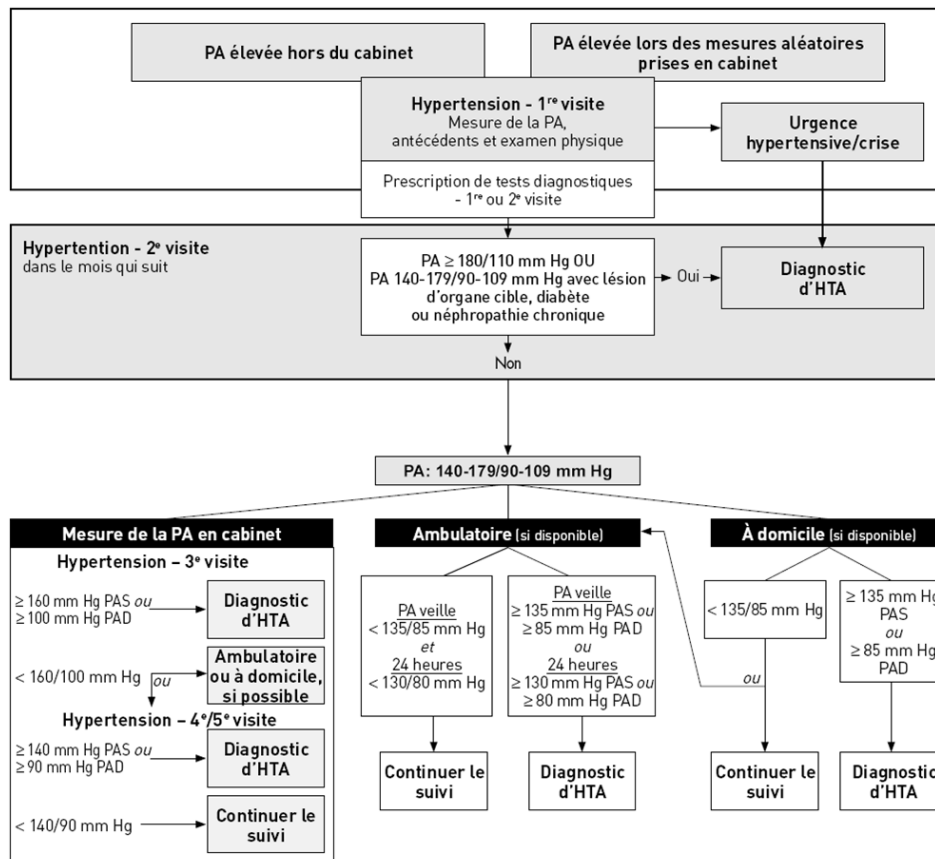 PA élevée hors du cabinet
PA élevée lors des mesures aléatoires
prises en cabinet
Hypertension - 1re visite
Mesure de la PA,
antécédents et examen physique
Urgence
hypertensive/crise
Prescription de tests diagnostiques
- 1re ou 2e visite
Hypertention - 2e visite
dans le mois qui suit
PA ≥ 180/110 mm Hg OU
PA 140-179/90-109 mm Hg avec lésion
d'organe cible, diabète
ou néphropathie chronique
Oui
Diagnostic
d'HTA
Non
PA: 140-179/90-109 mm Hg
Mesure de la PA en cabinet
Hypertension – 3e visite
≥ 160 mm Hg PAS ou
≥ 100 mm Hg PAD
Diagnostic
d'HTA
< 160/100 mm Hg
ou
Ambulatoire
ou à domicile,
si possible
Hypertension – 4e/5e visite
≥ 140 mm Hg PAS ou
≥ 90 mm Hg PAD
Diagnostic
d'HTA
< 140/90 mm Hg
Continuer le
suivi
Ambulatoire (si disponible)
PA veille
< 135/85 mm Hg
et
24 heures
< 130/80 mm Hg
PA veille
≥ 135 mm Hg PAS ou
≥ 85 mm Hg PAD
ou
24 heures
≥ 130 mm Hg PAS ou
≥ 80 mm Hg PAD
Continuer le
suivi
Diagnostic
d'HTA
À domicile (si disponible)
< 135/85 mm Hg
ou
≥ 135 mm Hg
PAS
ou
≥ 85 mm Hg
PAD
Continuer le
suivi
Diagnostic
d'HTA